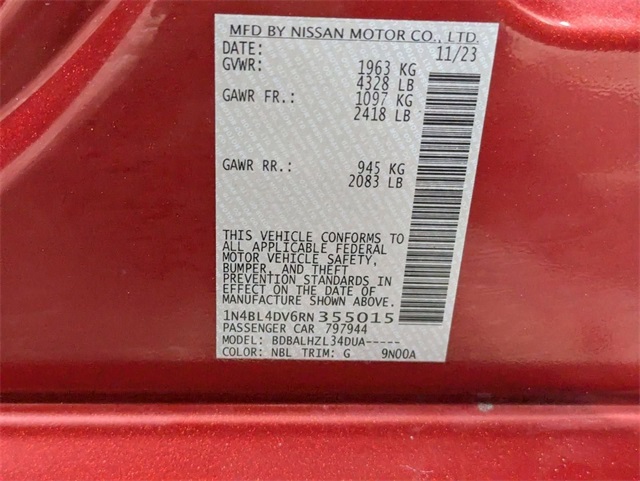 MFD BY NISSAN MOTOR CO., LTD.
DATE: 11/23
GVWR: 1963 KG
4328 LB
GAWR FR.: 1097 KG
2418 LB
GAWR RR.: 945 KG
2083 LB
THIS VEHICLE CONFORMS TO
ALL APPLICABLE FEDERAL
MOTOR VEHICLE SAFETY,
BUMPER, AND THEFT
PREVENTION STANDARDS IN
EFFECT ON THE DATE OF
MANUFACTURE SHOWN ABOVE.
1N4BL4DV6RN355015
PASSENGER CAR 797944
MODEL: BDBALHZL34DUA-----
COLOR: NBL TRIM: G 9N00A